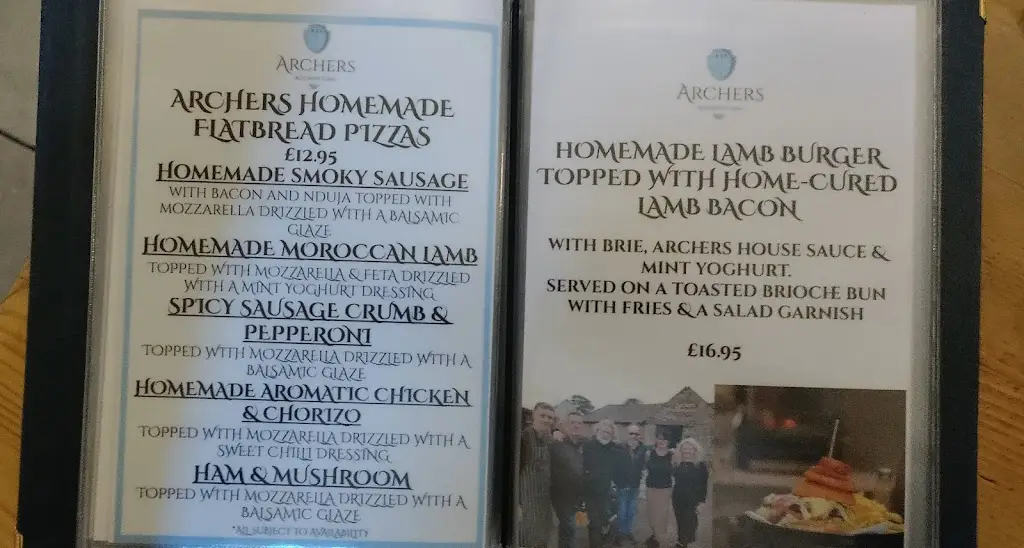 ARCHERS
ARCHERS HOMEMADE
FLATBREAD PIZZAS
£12.95
HOMEMADE SMOKY SAUSAGE
WITH BACON AND NDUJA TOPPED WITH
MOZZARELLA DRIZZLED WITH A BALSAMIC
GLAZE
HOMEMADE MOROCCAN LAMB
TOPPED WITH MOZZARELLA & FETA DRIZZLED
WITH A MINT YOGHURT DRESSING
SPICY SAUSAGE CRUMB &
PEPPERONI
TOPPED WITH MOZZARELLA DRIZZLED WITH A
BALSAMIC GLAZE
HOMEMADE AROMATIC CHICKEN
& CHORIZO
TOPPED WITH MOZZARELLA DRIZZLED WITH A
SWEET CHILLI DRESSING
HAM & MUSHROOM
TOPPED WITH MOZZARELLA DRIZZLED WITH A
BALSAMIC GLAZE
*ALL SUBJECT TO AVAILABILITY
ARCHERS
HOMEMADE LAMB BURGER
TOPPED WITH HOME-CURED
LAMB BACON
WITH BRIE, ARCHERS HOUSE SAUCE &
MINT YOGHURT.
SERVED ON A TOASTED BRIOCHE BUN
WITH FRIES & A SALAD GARNISH
£16.95